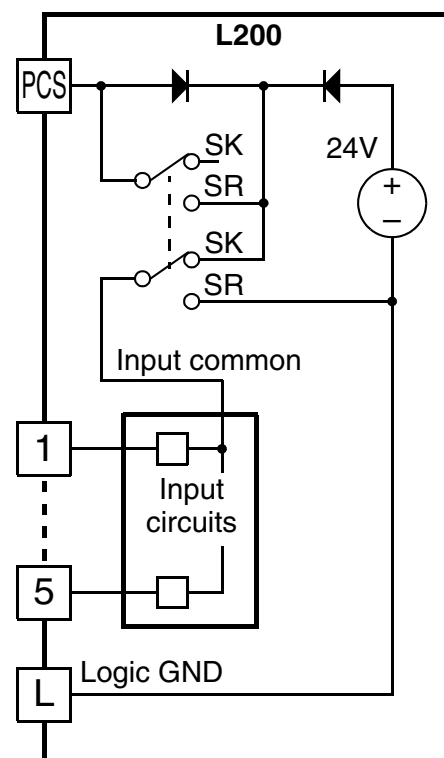 L200
PCS
SK
24V
SR
+
–
SK
SR
Input common
1
Input
circuits
5
Logic GND
L